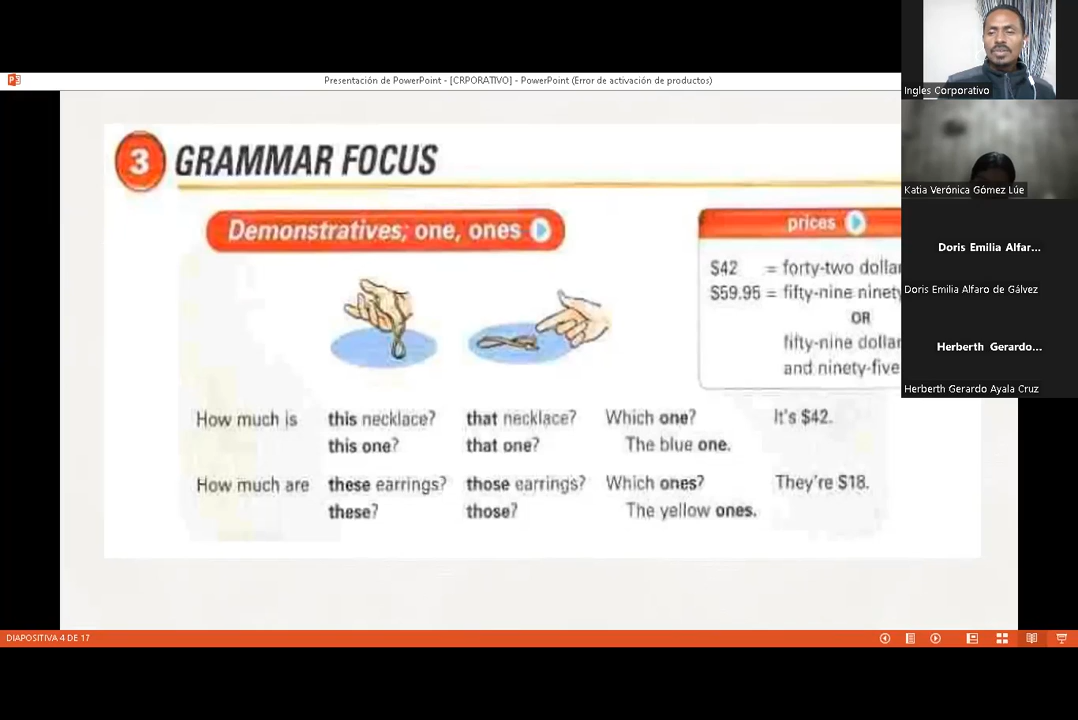 Presentación de PowerPoint - [CRPORATIVO] - PowerPoint (Error de activación de productos)
3 GRAMMAR FOCUS
Demonstratives; one, ones
prices
$42 = forty-two
$59.95 = fifty-nine
OR
fifty-nine
and ninety-five
How much is this necklace? that necklace? Which one? It's $42.
this one? that one? The blue one.
How much are these earrings? those earrings? Which ones? They're $18.
these? those? The yellow ones.
DIAPOSITIVA 4 DE 17
Ingles Corporativo
Katia Verónica Gómez Lúe
Doris Emilia Alfar...
Doris Emilia Alfaro de Gálvez
Herberth Gerardo...
Herberth Gerardo Ayala Cruz